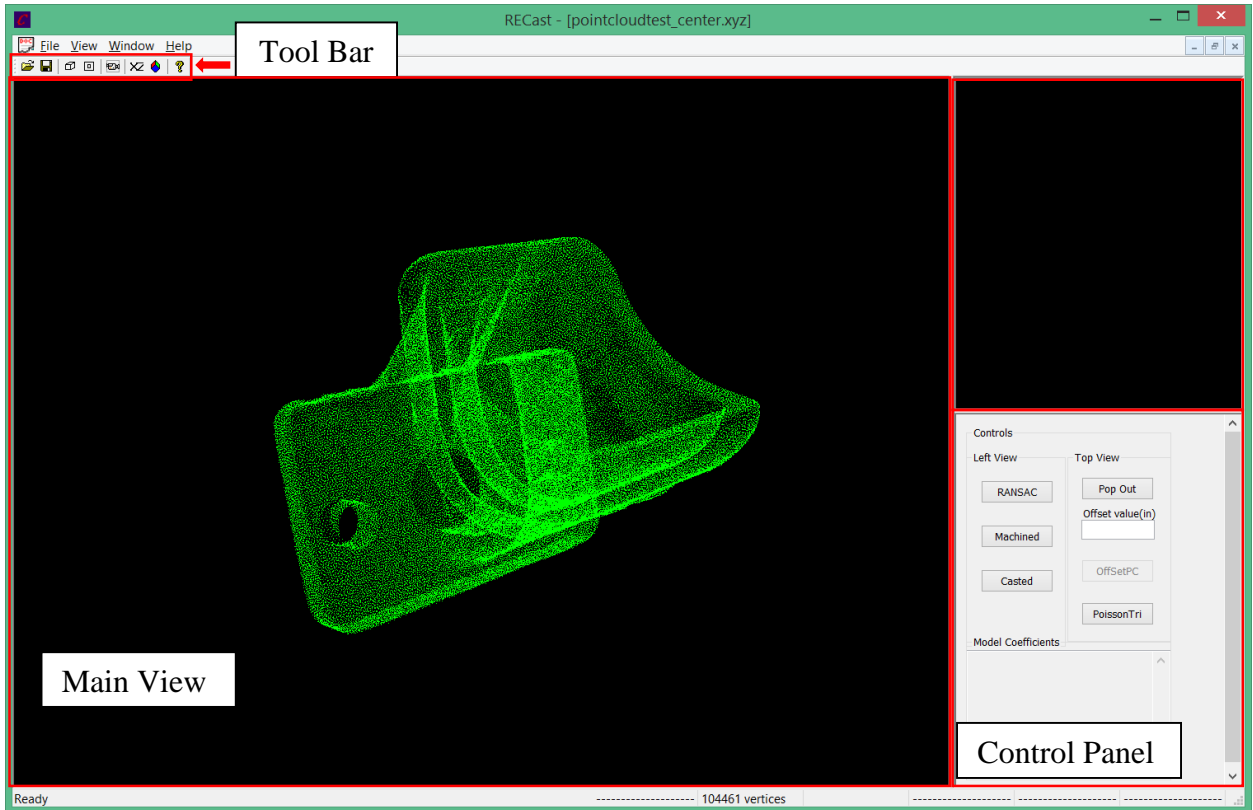 RECast - [pointcloudtest_center.xyz]
File View Window Help
Tool Bar
XZ
Main View
Controls
Left View
Top View
RANSAC
Pop Out
Offset value(in)
Machined
OffSetPC
Casted
PoissonTri
Model Coefficients
Control Panel
Ready
---------------------- 104461 vertices